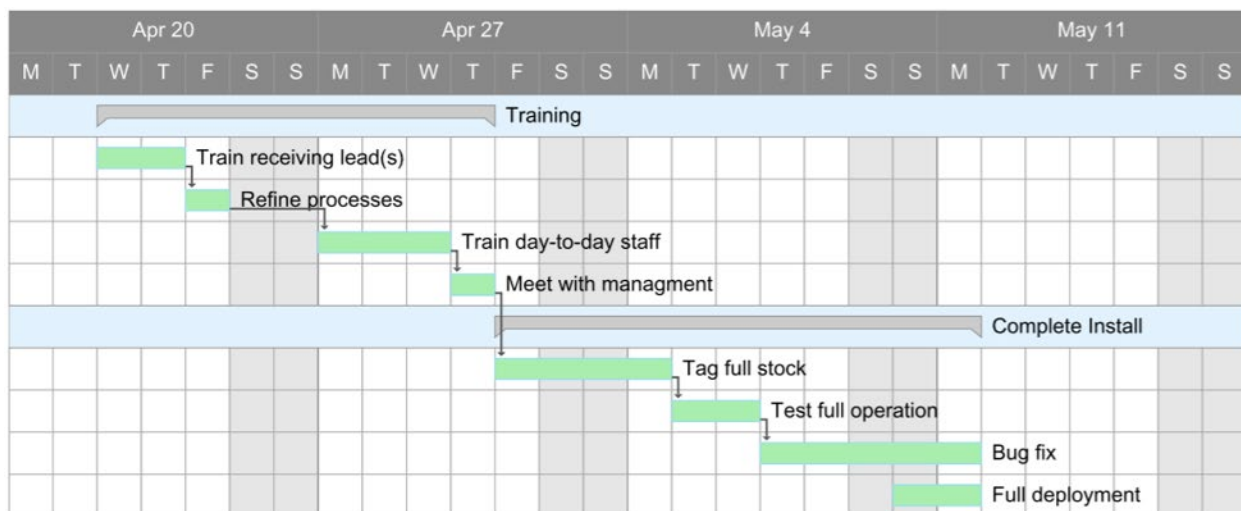 Apr 20 Apr 27 May 4 May 11
M T W T F S S M T W T F S S M T W T F S S M T W T F S S
Training
Train receiving lead(s)
Refine processes
Train day-to-day staff
Meet with managment
Complete Install
Tag full stock
Test full operation
Bug fix
Full deployment